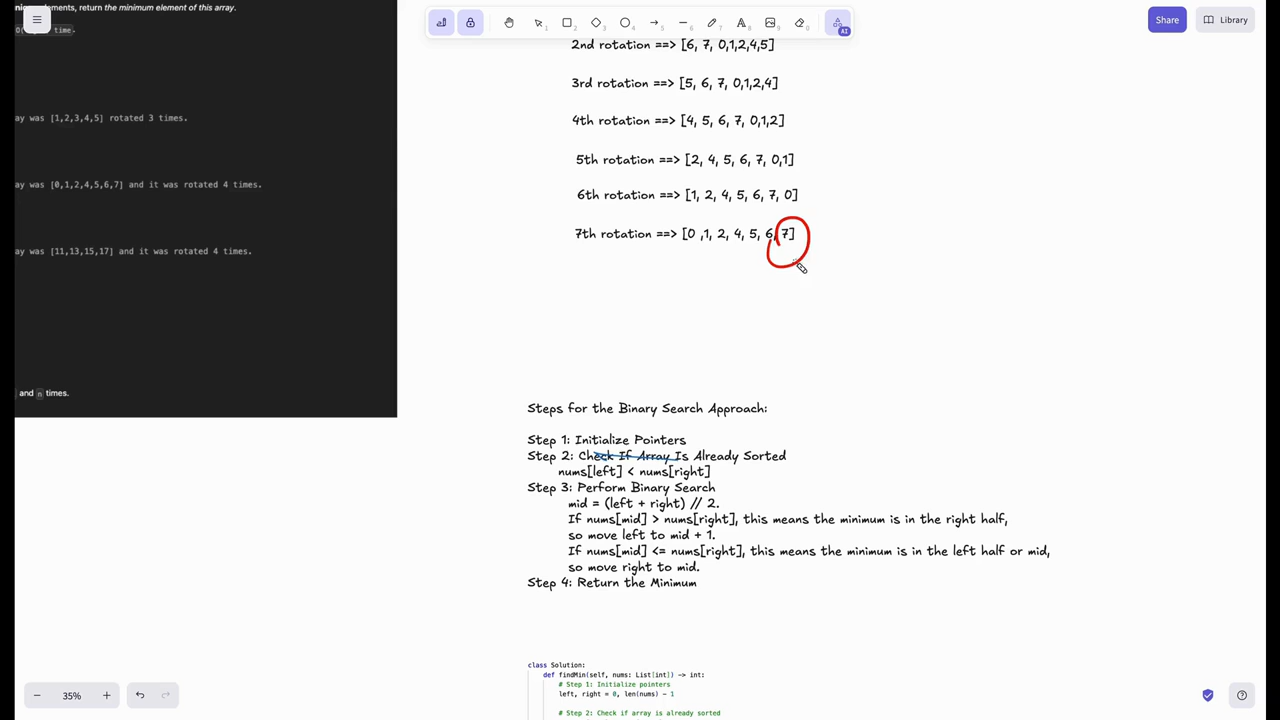 elements, return the minimum element of this array.
time.
ay was [1,2,3,4,5] rotated 3 times.
ay was [0,1,2,4,5,6,7] and it was rotated 4 times.
ay was [11,13,15,17] and it was rotated 4 times.
and n times.
2 3 4 5 6 7 8 9 0
AI
Share
Library
2nd rotation ==> [6, 7, 0,1,2,4,5]
3rd rotation ==> [5, 6, 7, 0,1,2,4]
4th rotation ==> [4, 5, 6, 7, 0,1,2]
5th rotation ==> [2, 4, 5, 6, 7, 0,1]
6th rotation ==> [1, 2, 4, 5, 6, 7, 0]
7th rotation ==> [0 ,1, 2, 4, 5, 6, 7]
Steps for the Binary Search Approach:
Step 1: Initialize Pointers
Step 2: Check If Array Is Already Sorted
nums[left] < nums[right]
Step 3: Perform Binary Search
mid = (left + right) // 2.
If nums[mid] > nums[right], this means the minimum is in the right half,
so move left to mid + 1.
If nums[mid] <= nums[right], this means the minimum is in the left half or mid,
so move right to mid.
Step 4: Return the Minimum
class Solution:
def findMin(self, nums: List[int]) -> int:
# Step 1: Initialize pointers
left, right = 0, len(nums) - 1
# Step 2: Check if array is already sorted
35%